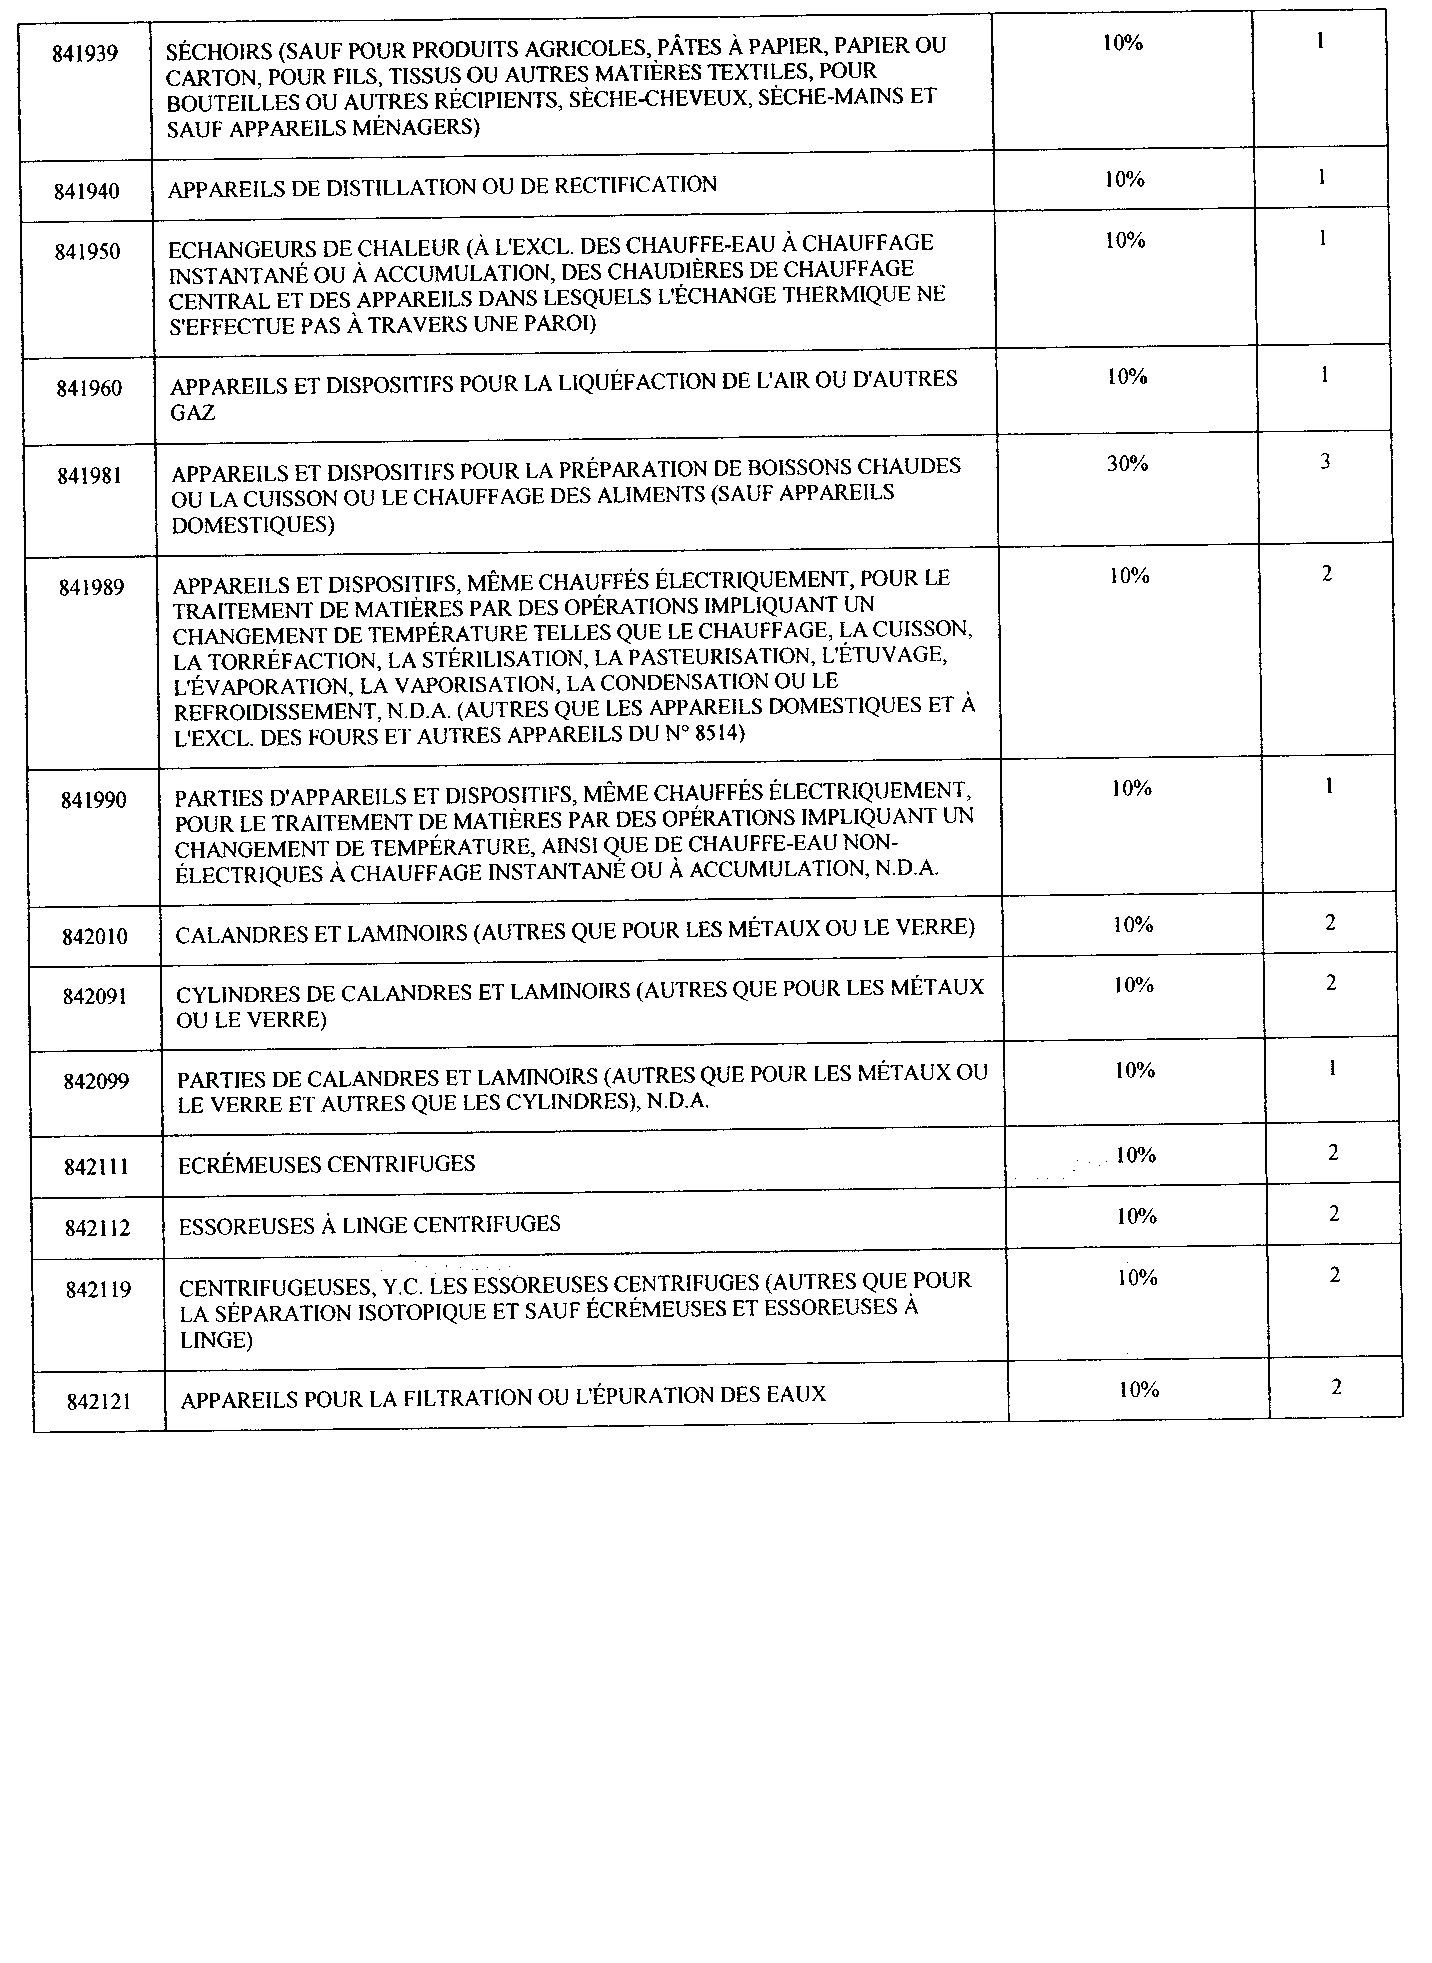 841939 SÉCHOIRS (SAUF POUR PRODUITS AGRICOLES, PÂTES À PAPIER, PAPIER OU 10% 1
CARTON, POUR FILS, TISSUS OU AUTRES MATIÈRES TEXTILES, POUR
BOUTEILLES OU AUTRES RÉCIPIENTS, SÈCHE-CHEVEUX, SÈCHE-MAINS ET
SAUF APPAREILS MÉNAGERS)
841940 APPAREILS DE DISTILLATION OU DE RECTIFICATION 10% 1
841950 ECHANGEURS DE CHALEUR (À L'EXCL. DES CHAUFFE-EAU À CHAUFFAGE 10% 1
INSTANTANÉ OU À ACCUMULATION, DES CHAUDIÈRES DE CHAUFFAGE
CENTRAL ET DES APPAREILS DANS LESQUELS L'ÉCHANGE THERMIQUE NE
S'EFFECTUE PAS À TRAVERS UNE PAROI)
841960 APPAREILS ET DISPOSITIFS POUR LA LIQUÉFACTION DE L'AIR OU D'AUTRES 10% 1
GAZ
841981 APPAREILS ET DISPOSITIFS POUR LA PRÉPARATION DE BOISSONS CHAUDES 30% 3
OU LA CUISSON OU LE CHAUFFAGE DES ALIMENTS (SAUF APPAREILS
DOMESTIQUES)
841989 APPAREILS ET DISPOSITIFS, MÊME CHAUFFÉS ÉLECTRIQUEMENT, POUR LE 10% 2
TRAITEMENT DE MATIÈRES PAR DES OPÉRATIONS IMPLIQUANT UN
CHANGEMENT DE TEMPÉRATURE TELLES QUE LE CHAUFFAGE, LA CUISSON,
LA TORRÉFACTION, LA STÉRILISATION, LA PASTEURISATION, L'ÉTUVAGE,
L'ÉVAPORATION, LA VAPORISATION, LA CONDENSATION OU LE
REFROIDISSEMENT, N.D.A. (AUTRES QUE LES APPAREILS DOMESTIQUES ET À
L'EXCL. DES FOURS ET AUTRES APPAREILS DU N° 8514)
841990 PARTIES D'APPAREILS ET DISPOSITIFS, MÊME CHAUFFÉS ÉLECTRIQUEMENT, 10% 1
POUR LE TRAITEMENT DE MATIÈRES PAR DES OPÉRATIONS IMPLIQUANT UN
CHANGEMENT DE TEMPÉRATURE, AINSI QUE DE CHAUFFE-EAU NON-
ÉLECTRIQUES À CHAUFFAGE INSTANTANÉ OU À ACCUMULATION, N.D.A.
842010 CALANDRES ET LAMINOIRS (AUTRES QUE POUR LES MÉTAUX OU LE VERRE) 10% 2
842091 CYLINDRES DE CALANDRES ET LAMINOIRS (AUTRES QUE POUR LES MÉTAUX 10% 2
OU LE VERRE)
842099 PARTIES DE CALANDRES ET LAMINOIRS (AUTRES QUE POUR LES MÉTAUX OU 10% 1
LE VERRE ET AUTRES QUE LES CYLINDRES), N.D.A.
842111 ECRÉMEUSES CENTRIFUGES 10% 2
842112 ESSOREUSES À LINGE CENTRIFUGES 10% 2
842119 CENTRIFUGEUSES, Y.C. LES ESSOREUSES CENTRIFUGES (AUTRES QUE POUR 10% 2
LA SÉPARATION ISOTOPIQUE ET SAUF ÉCRÉMEUSES ET ESSOREUSES À
LINGE)
842121 APPAREILS POUR LA FILTRATION OU L'ÉPURATION DES EAUX 10% 2